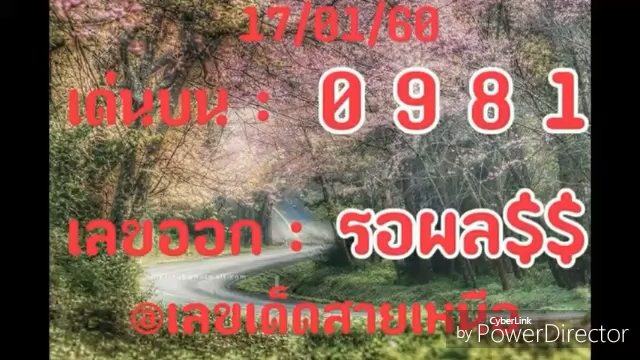 17/01/60
เด่นบน : 0 9 8 1
เลขออก : รอผล$$
@เลขเด็ดสายเหนือ
CyberLink
by PowerDirector